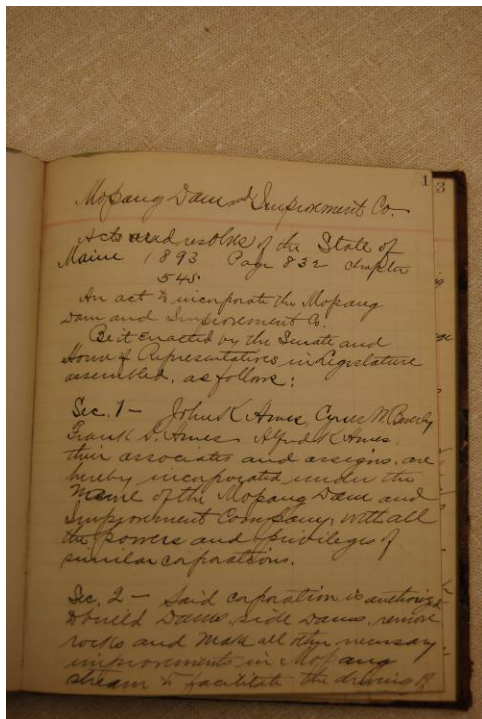 1
3
Mopang Dam and Improvement Co.
Acts and resolves of the State of
Maine 1893 Page 832 chapter
545
An act to incorporate the Mopang
Dam and Improvement Co.
Be it Enacted by the Senate and
House of Representatives in Legislature
assembled, as follows:
Sec. 1 — John K Ames, Cyrus M. Beverly
Frank S. Ames Alfred K Ames.
their associates and assigns, are
hereby incorporated under the
Name of the Mopang Dam and
Improvement Company, with all
the powers and privileges of
similar corporations.
Sec. 2 — Said corporation is authorized
to build Dams, side Dams, remove
rocks and Make all other necessary
improvements in Mopang
stream to facilitate the driving of